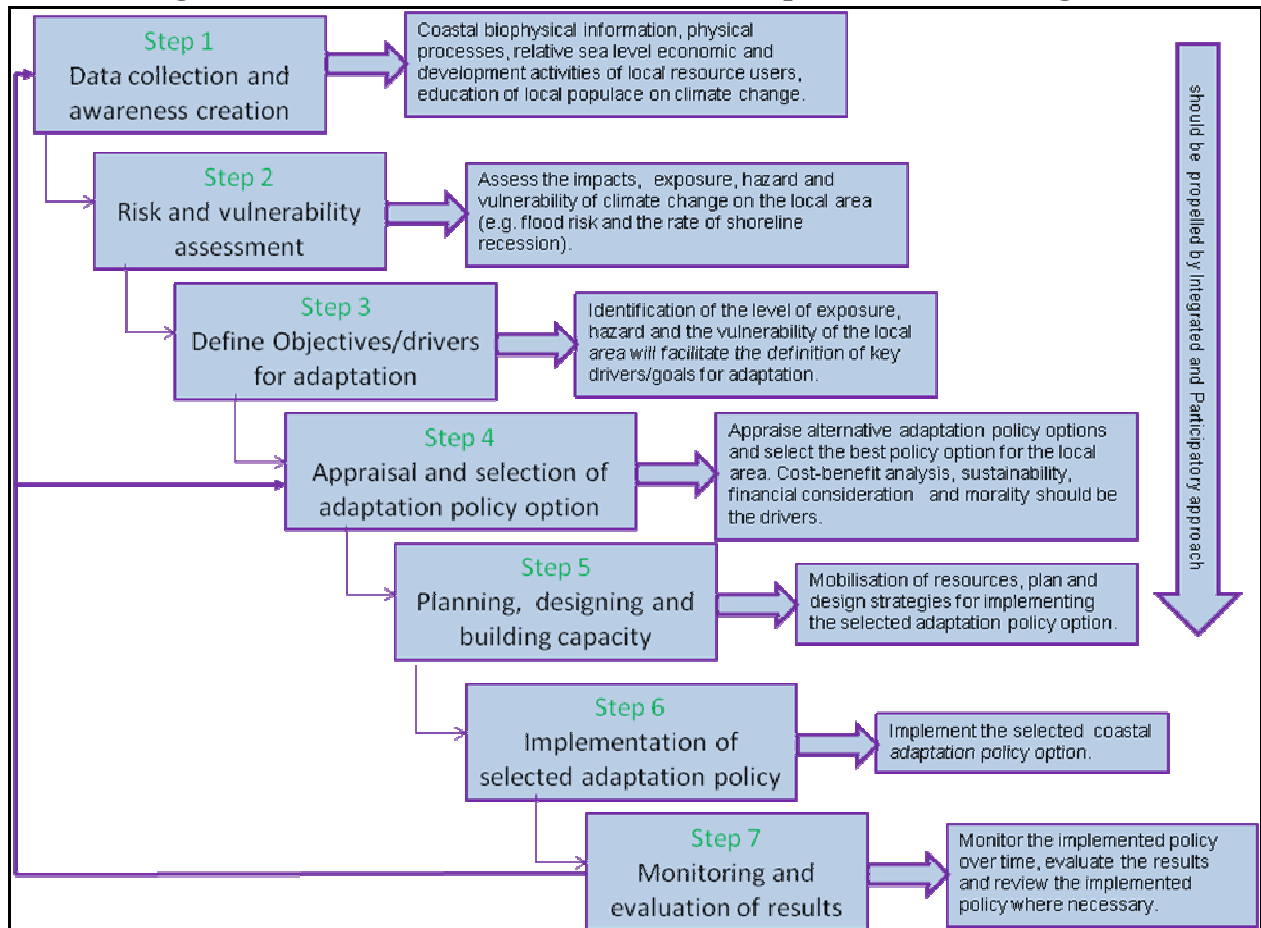 Step 1
Data collection and
awareness creation
Coastal biophysical information, physical
processes, relative sea level economic and
development activities of local resource users,
education of local populace on climate change.
Step 2
Risk and vulnerability
assessment
Assess the impacts, exposure, hazard and
vulnerability of climate change on the local area
(e.g. flood risk and the rate of shoreline
recession).
Step 3
Define Objectives/drivers
for adaptation
Identification of the level of exposure,
hazard and the vulnerability of the local
area will facilitate the definition of key
drivers/goals for adaptation.
Step 4
Appraisal and selection of
adaptation policy option
Appraise alternative adaptation policy options
and select the best policy option for the local
area. Cost-benefit analysis, sustainability,
financial consideration and morality should be
the drivers.
Step 5
Planning, designing and
building capacity
Mobilisation of resources, plan and
design strategies for implementing
the selected adaptation policy option.
Step 6
Implementation of
selected adaptation policy
Implement the selected coastal
adaptation policy option.
Step 7
Monitoring and
evaluation of results
Monitor the implemented policy
over time, evaluate the results
and review the implemented
policy where necessary.
should be propelled by Integrated and Participatory approach